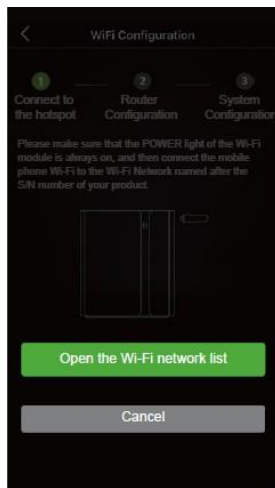 WiFi Configuration
1 2 3
Connect to Router System
the hotspot Configuration Configuration
Please make sure that the POWER light of the Wi-Fi
module is always on, and then connect the mobile
phone Wi-Fi to the Wi-Fi Network named after the
S/N number of your product
Open the Wi-Fi network list
Cancel